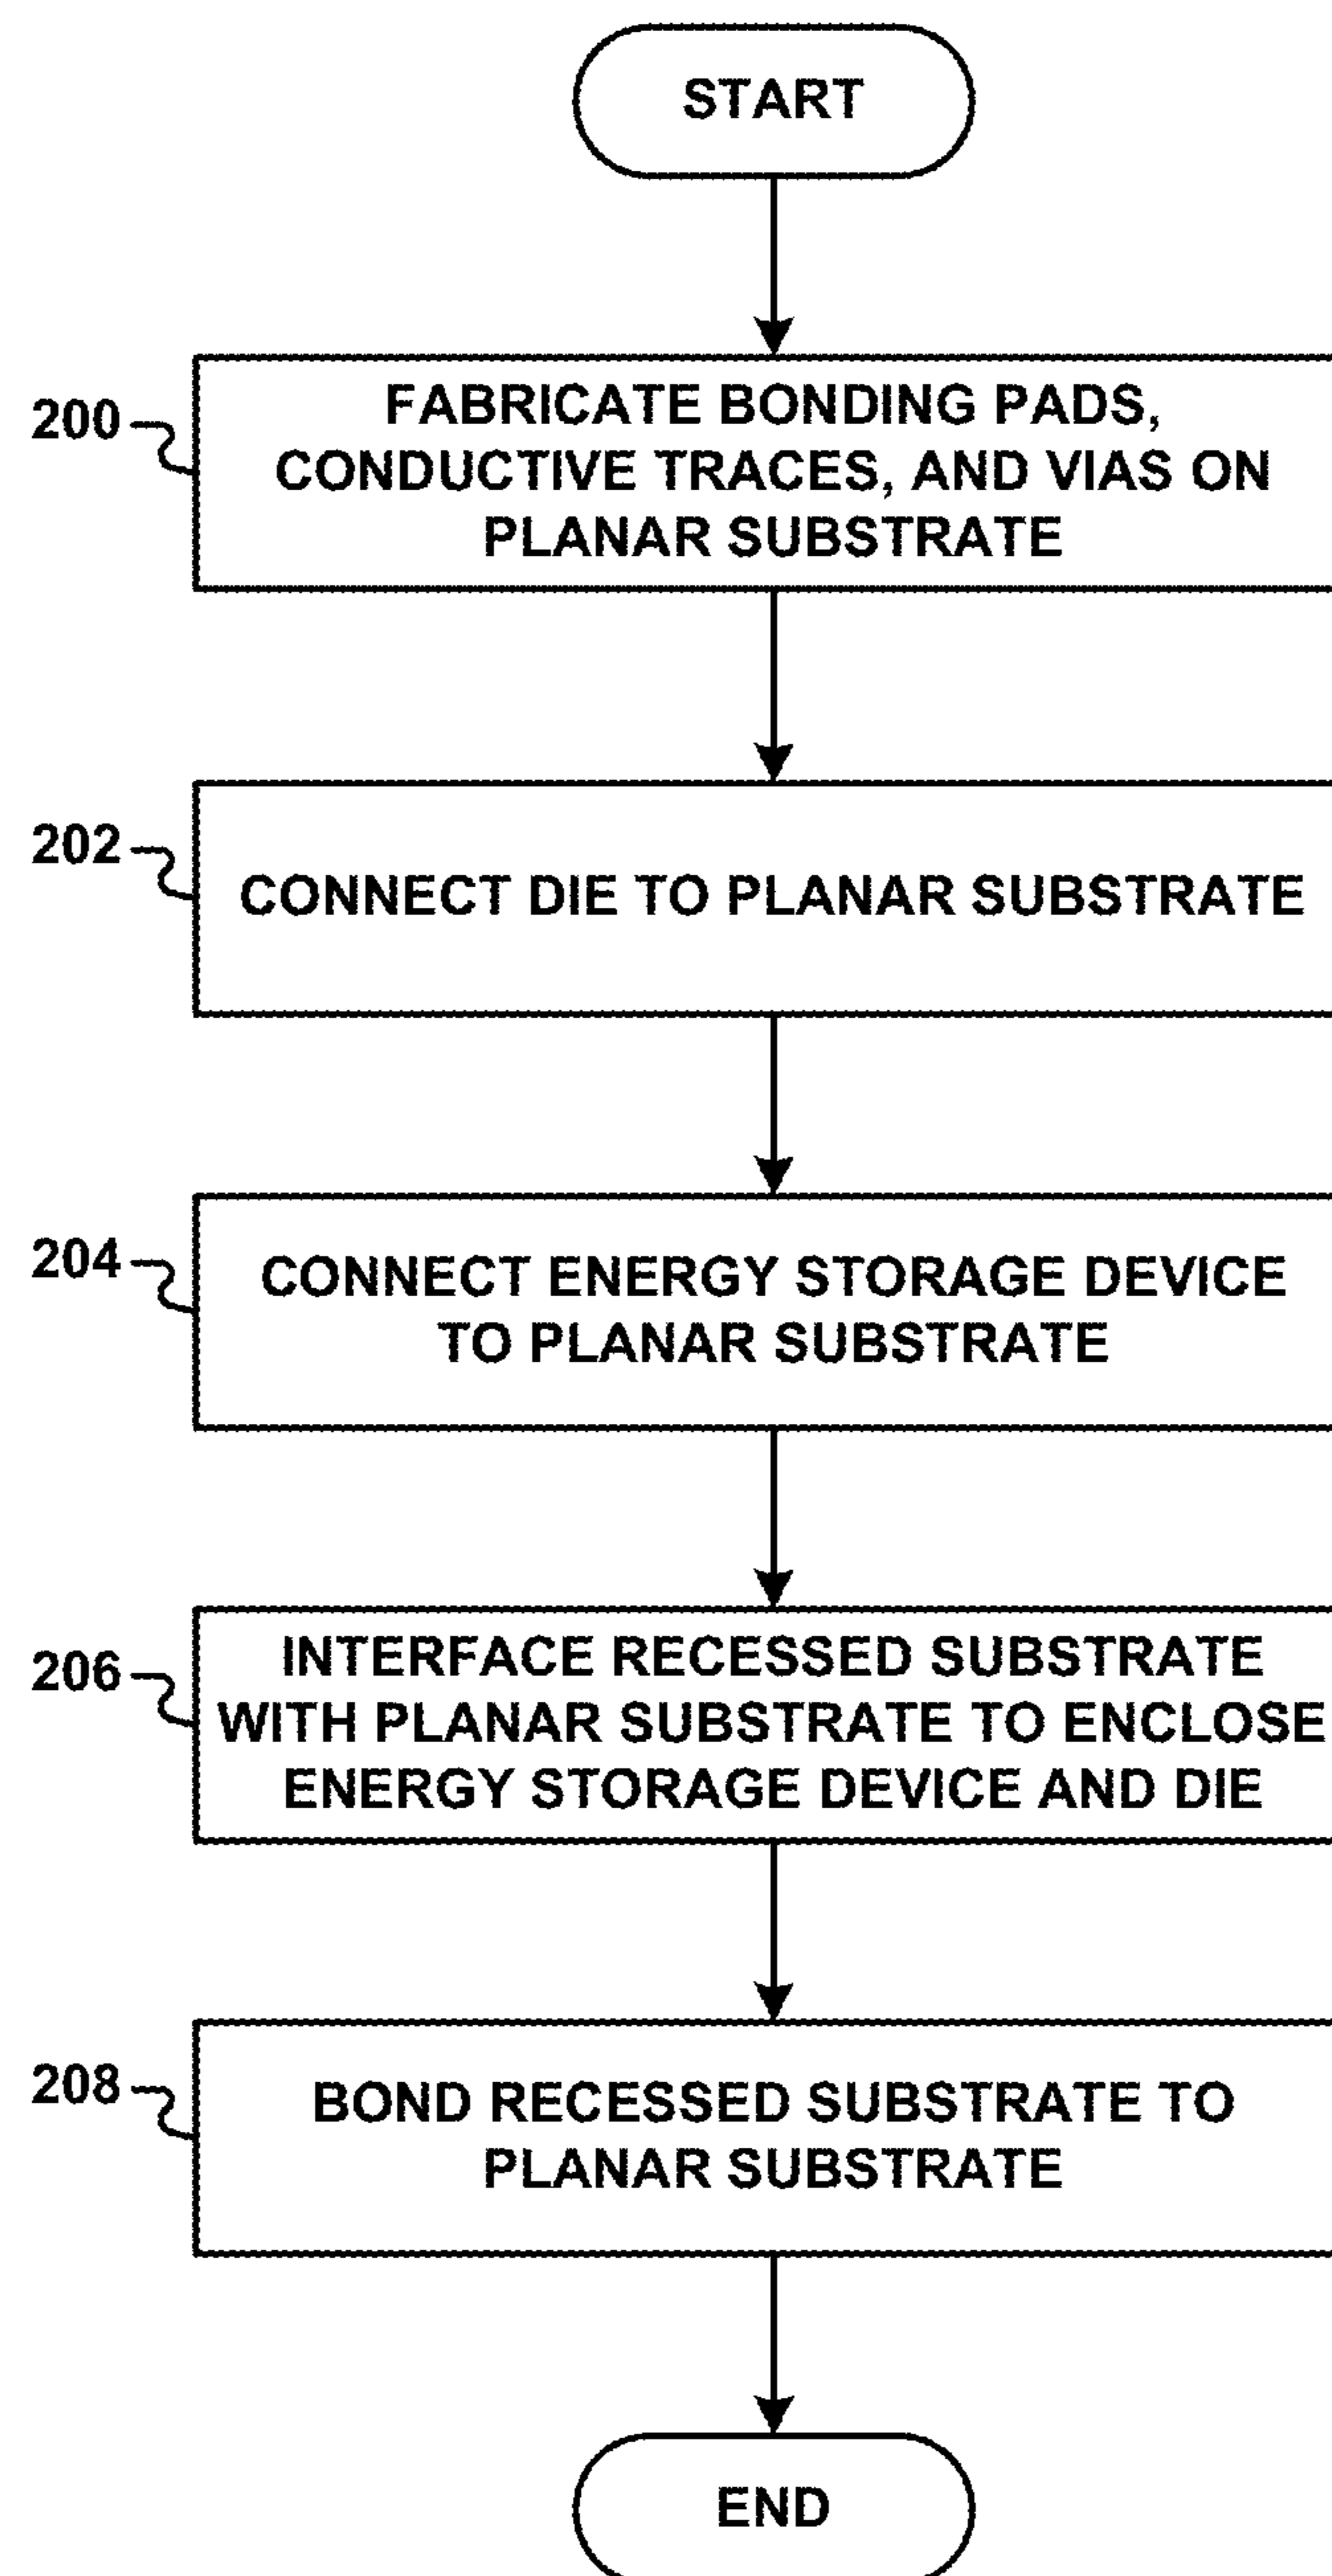 START
200
FABRICATE BONDING PADS,
CONDUCTIVE TRACES, AND VIAS ON
PLANAR SUBSTRATE
202
CONNECT DIE TO PLANAR SUBSTRATE
204
CONNECT ENERGY STORAGE DEVICE
TO PLANAR SUBSTRATE
206
INTERFACE RECESSED SUBSTRATE
WITH PLANAR SUBSTRATE TO ENCLOSE
ENERGY STORAGE DEVICE AND DIE
208
BOND RECESSED SUBSTRATE TO
PLANAR SUBSTRATE
END